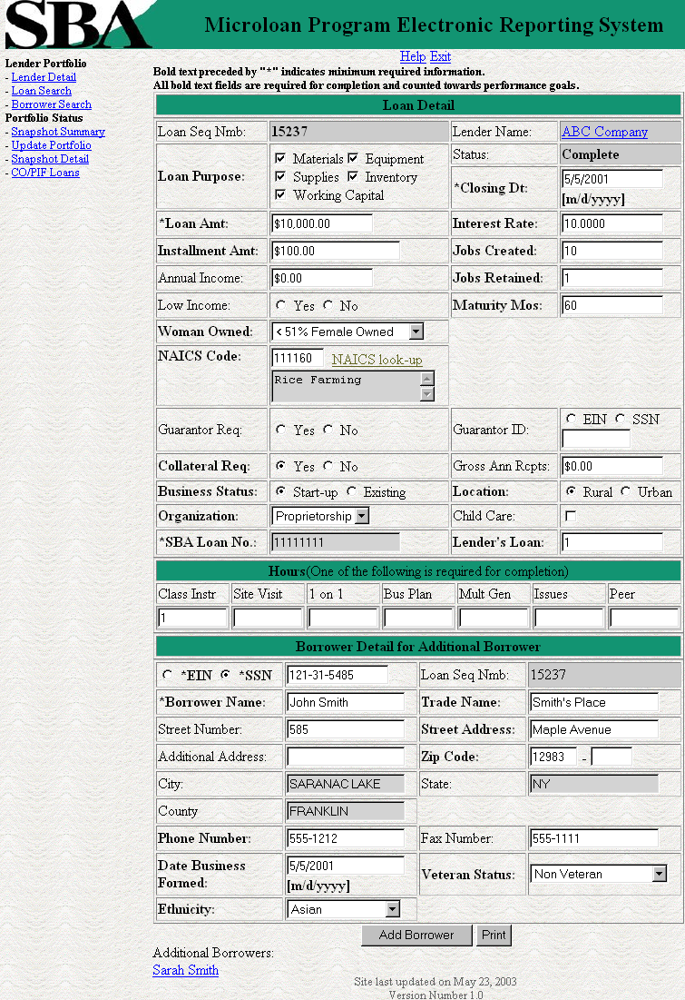 SBA
Microloan Program Electronic Reporting System
Help Exit
Lender Portfolio
- Lender Detail
- Loan Search
- Borrower Search
Portfolio Status
- Snapshot Summary
- Update Portfolio
- Snapshot Detail
- CO/PIF Loans
Bold text preceded by "*" indicates minimum required information.
All bold text fields are required for completion and counted towards performance goals.
Loan Detail
Loan Seq Nmb: 15237 Lender Name: ABC Company
Loan Purpose: Materials Equipment Supplies Inventory Working Capital
Status: Complete
*Closing Dt: 5/5/2001 [m/d/yyyy]
*Loan Amt: $10,000.00 Interest Rate: 10.0000
Installment Amt: $100.00 Jobs Created: 10
Annual Income: $0.00 Jobs Retained: 1
Low Income: Yes No Maturity Mos: 60
Woman Owned: < 51% Female Owned
NAICS Code: 111160 NAICS look-up
Rice Farming
Guarantor Req: Yes No Guarantor ID: EIN SSN
Collateral Req: Yes No Gross Ann Rcpts: $0.00
Business Status: Start-up Existing Location: Rural Urban
Organization: Proprietorship Child Care:
*SBA Loan No.: 11111111 Lender's Loan: 1
Hours(One of the following is required for completion)
Class Instr Site Visit 1 on 1 Bus Plan Mult Gen Issues Peer
1
Borrower Detail for Additional Borrower
*EIN *SSN 121-31-5485 Loan Seq Nmb: 15237
*Borrower Name: John Smith Trade Name: Smith's Place
Street Number: 585 Street Address: Maple Avenue
Additional Address: Zip Code: 12983 -
City: SARANAC LAKE State: NY
County FRANKLIN
Phone Number: 555-1212 Fax Number: 555-1111
Date Business Formed: 5/5/2001 [m/d/yyyy] Veteran Status: Non Veteran
Ethnicity: Asian
Add Borrower Print
Additional Borrowers:
Sarah Smith
Site last updated on May 23, 2003
Version Number 1.0